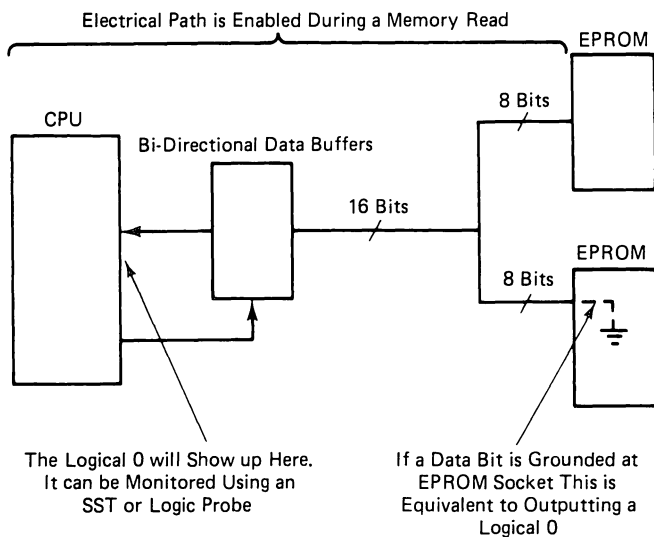 Electrical Path is Enabled During a Memory Read
EPROM
8 Bits
CPU
Bi-Directional Data Buffers
16 Bits
EPROM
8 Bits
The Logical 0 will Show up Here.
It can be Monitored Using an
SST or Logic Probe
If a Data Bit is Grounded at
EPROM Socket This is
Equivalent to Outputting a
Logical 0